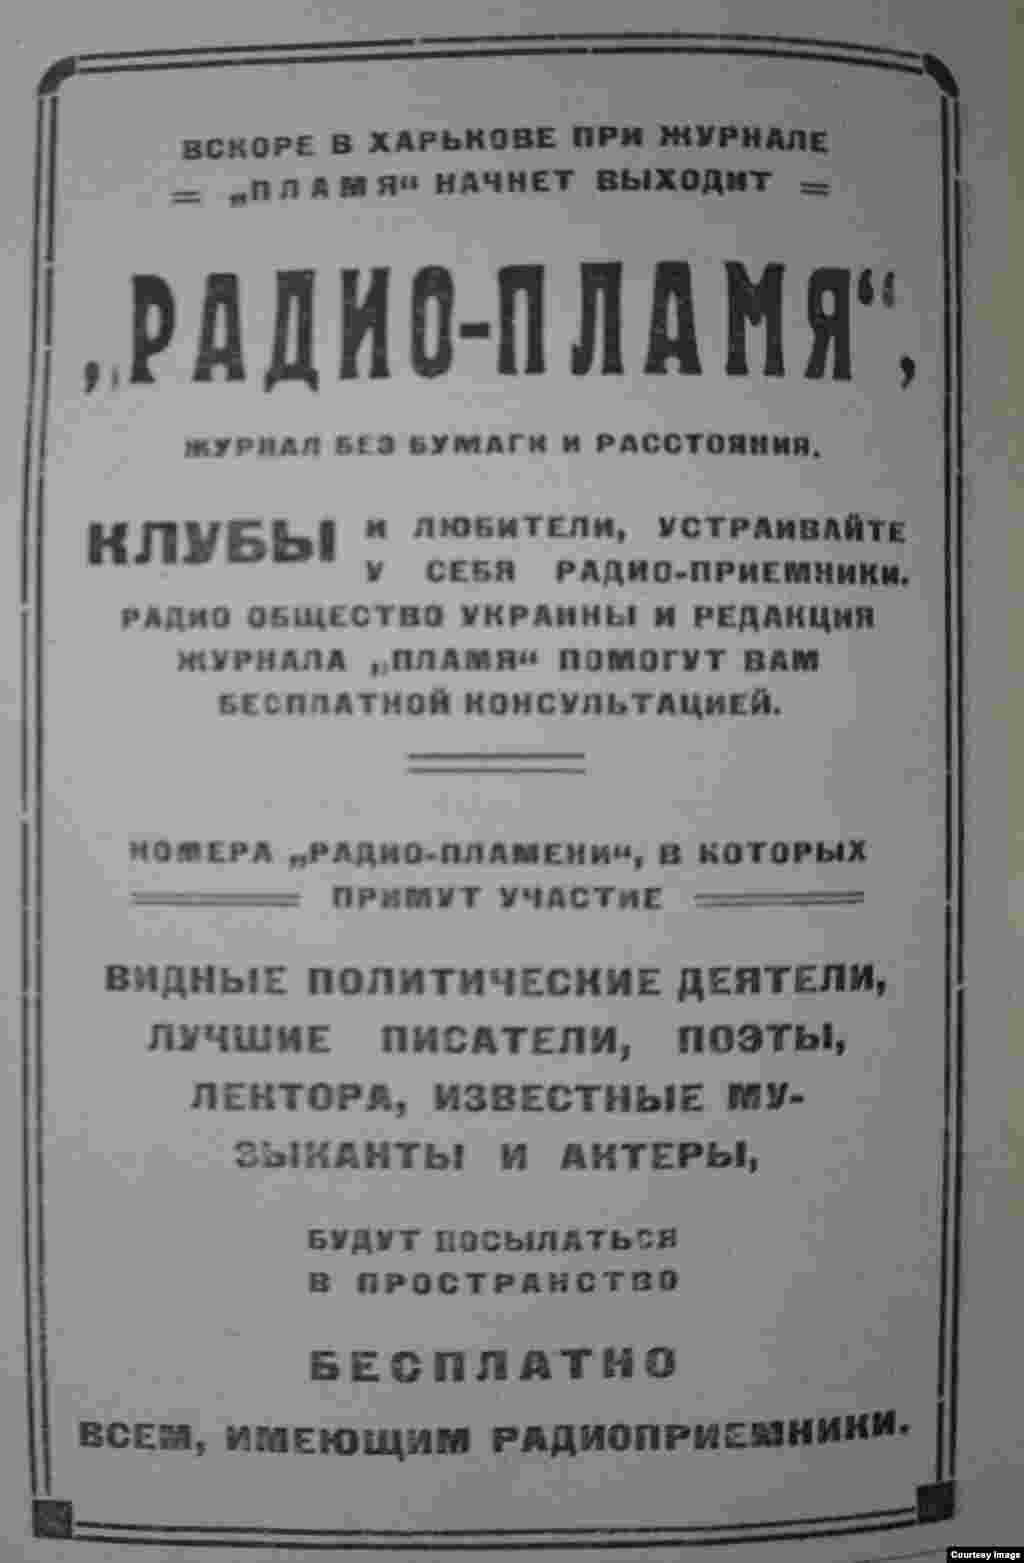 ВСКОРЕ В ХАРЬКОВЕ ПРИ ЖУРНАЛЕ
„ПЛАМЯ“ НАЧНЕТ ВЫХОДИТ
„РАДИО-ПЛАМЯ“,
ЖУРНАЛ БЕЗ БУМАГИ И РАССТОЯНИЯ.
КЛУБЫ И ЛЮБИТЕЛИ, УСТРАИВАЙТЕ
У СЕБЯ РАДИО-ПРИЕМНИКИ.
РАДИО ОБЩЕСТВО УКРАИНЫ И РЕДАКЦИЯ
ЖУРНАЛА „ПЛАМЯ“ ПОМОГУТ ВАМ
БЕСПЛАТНОЙ КОНСУЛЬТАЦИЕЙ.
НОМЕРА „РАДИО-ПЛАМЕНИ“, В КОТОРЫХ
ПРИМУТ УЧАСТИЕ
ВИДНЫЕ ПОЛИТИЧЕСКИЕ ДЕЯТЕЛИ,
ЛУЧШИЕ ПИСАТЕЛИ, ПОЭТЫ,
ЛЕКТОРА, ИЗВЕСТНЫЕ МУ-
ЗЫКАНТЫ И АКТЕРЫ,
БУДУТ ПОСЫЛАТЬСЯ
В ПРОСТРАНСТВО
БЕСПЛАТНО
ВСЕМ, ИМЕЮЩИМ РАДИОПРИЕМНИКИ.
Courtesy Image